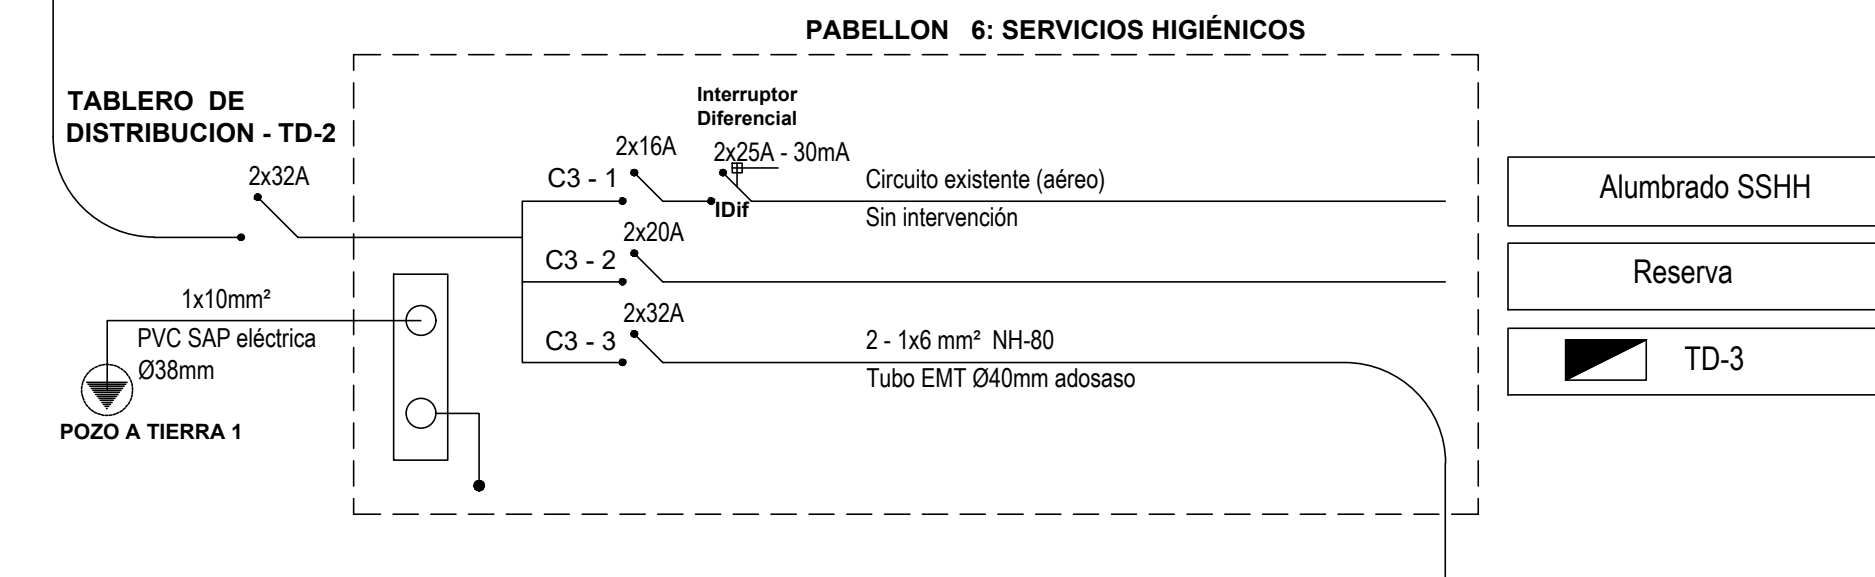 PABELLON 6: SERVICIOS HIGIÉNICOS
TABLERO DE
DISTRIBUCION - TD-2
2x32A
Interruptor
Diferencial
2x16A
2x25A - 30mA
C3 - 1
IDif
Circuito existente (aéreo)
Sin intervención
Alumbrado SSHH
2x20A
C3 - 2
Reserva
2x32A
C3 - 3
2 - 1x6 mm² NH-80
Tubo EMT Ø40mm adosaso
TD-3
1x10mm²
PVC SAP eléctrica
Ø38mm
POZO A TIERRA 1